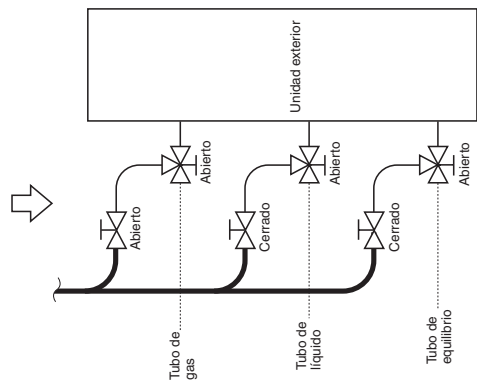 Unidad exterior
Abierto
Abierto
Tubo de
gas
Cerrado
Abierto
Tubo de
líquido
Cerrado
Abierto
Tubo de
equilibrio